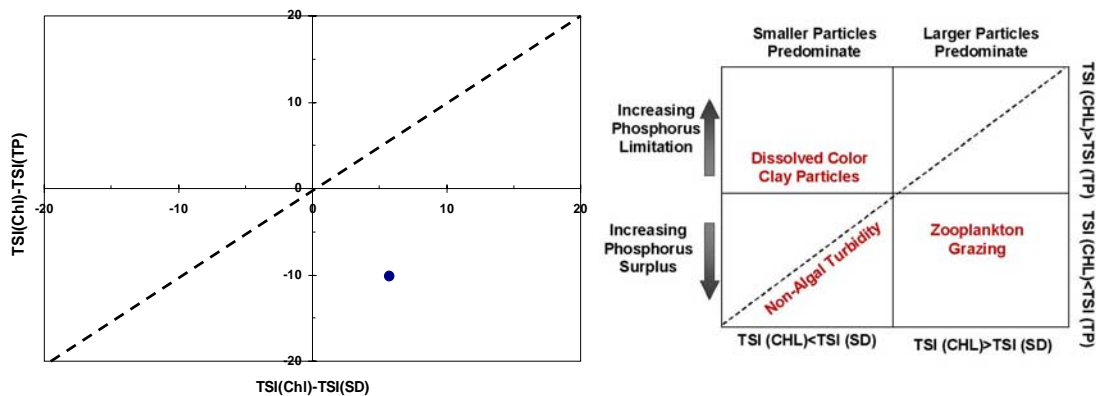 20
10
0
-10
-20
-20
-10
0
10
20
TSI(Chl)-TSI(TP)
TSI(Chl)-TSI(SD)
Smaller Particles
Predominate
Larger Particles
Predominate
Increasing
Phosphorus
Limitation
Increasing
Phosphorus
Surplus
Dissolved Color
Clay Particles
Non-Algal Turbidity
Zooplankton
Grazing
TSI (CHL)>TSI (TP)
TSI (CHL)<TSI (TP)
TSI (CHL)<TSI (SD)
TSI (CHL)>TSI (SD)